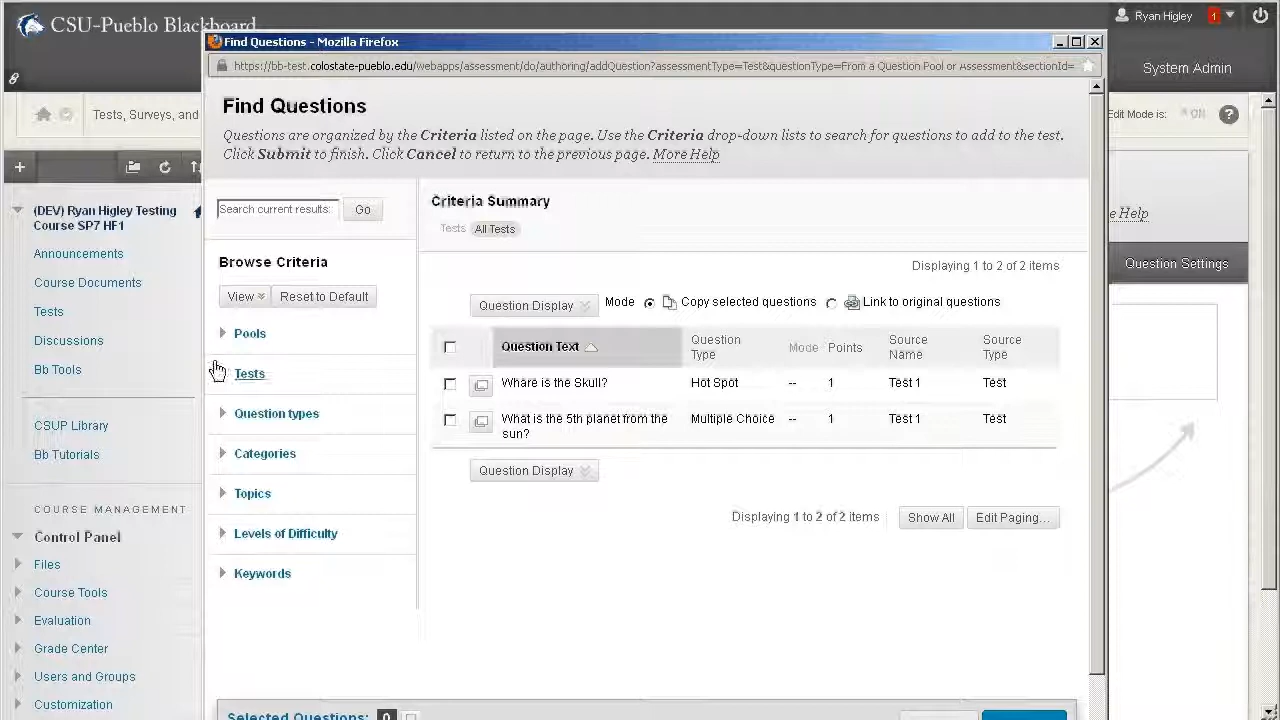 CSU-Pueblo Blackboard
Ryan Higley
1
System Admin
Find Questions - Mozilla Firefox
https://bb-test.coloradostate-pueblo.edu/webapps/assessment/do/authoring/addQuestion?assessmentType=Test&questionType=From a Question Pool or Assessment&sectionId=
Tests, Surveys, and
Edit Mode is:
ON
?
(DEV) Ryan Higley Testing
Course SP7 HF1
Announcements
Course Documents
Tests
Discussions
Bb Tools
CSUP Library
Bb Tutorials
COURSE MANAGEMENT
Control Panel
Files
Course Tools
Evaluation
Grade Center
Users and Groups
Customization
Find Questions
Questions are organized by the Criteria listed on the page. Use the Criteria drop-down lists to search for questions to add to the test.
Click Submit to finish. Click Cancel to return to the previous page. More Help
Search current results:
Go
Browse Criteria
View
Reset to Default
Pools
Tests
Question types
Categories
Topics
Levels of Difficulty
Keywords
Criteria Summary
Tests All Tests
Displaying 1 to 2 of 2 items
Question Display
Mode Copy selected questions Link to original questions
Question Text
Question
Type
Mode
Points
Source
Name
Source
Type
Whare is the Skull? Hot Spot -- 1 Test 1 Test
What is the 5th planet from the
sun?
Multiple Choice -- 1 Test 1 Test
Question Display
Displaying 1 to 2 of 2 items
Show All
Edit Paging...
Selected Questions: 0
e Help
Question Settings